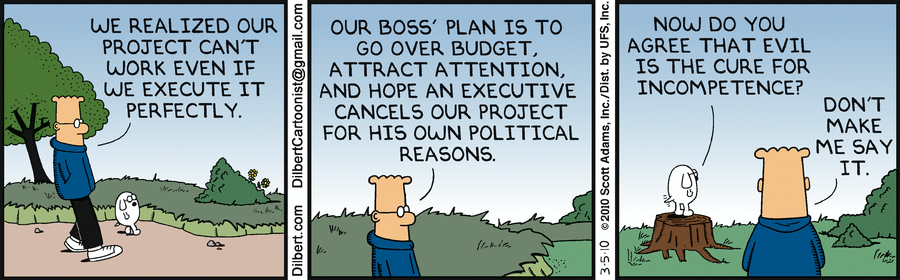 WE REALIZED OUR
PROJECT CAN'T
WORK EVEN IF
WE EXECUTE IT
PERFECTLY.
Dilbert.com DilbertCartoonist@gmail.com
OUR BOSS' PLAN IS TO
GO OVER BUDGET,
ATTRACT ATTENTION,
AND HOPE AN EXECUTIVE
CANCELS OUR PROJECT
FOR HIS OWN POLITICAL
REASONS.
3-5-10 ©2010 Scott Adams, Inc./Dist. by UFS, Inc.
NOW DO YOU
AGREE THAT EVIL
IS THE CURE FOR
INCOMPETENCE?
DON'T
MAKE
ME SAY
IT.